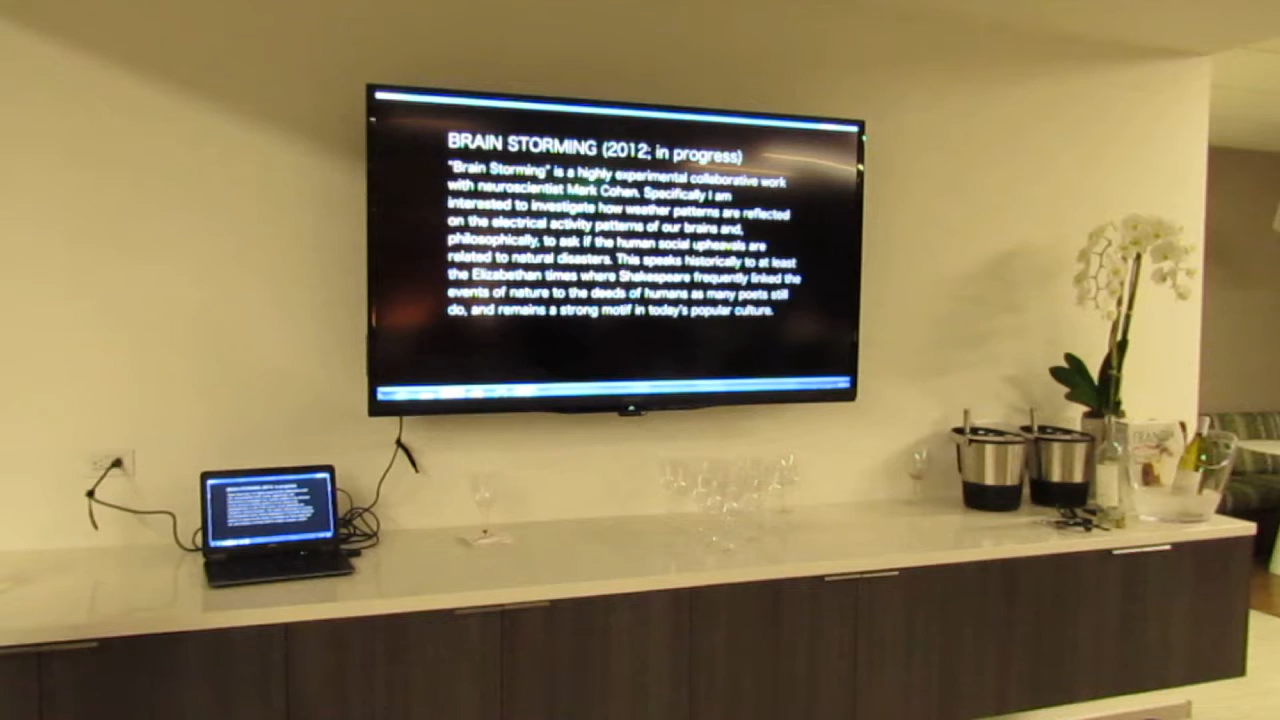 BRAIN STORMING (2012; in progress)
"Brain Storming" is a highly experimental collaborative work
with neuroscientist Mark Cohen. Specifically I am
interested to investigate how weather patterns are reflected
on the electrical activity patterns of our brains and,
philosophically, to ask if the human social upheavals are
related to natural disasters. This speaks historically to at least
the Elizabethan times where Shakespeare frequently linked the
events of nature to the deeds of humans as many poets still
do, and remains a strong motif in today's popular culture.